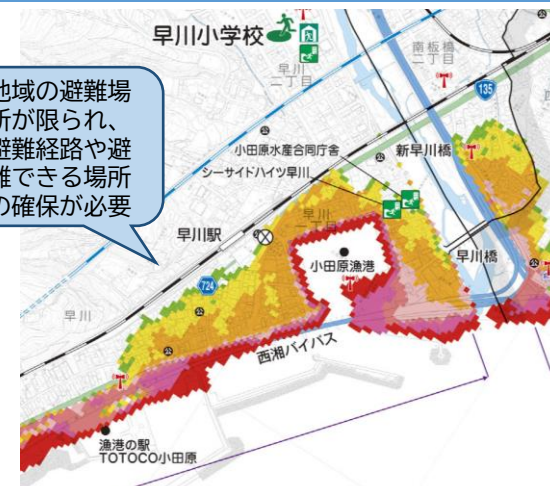 早川小学校
地域の避難場
所が限られ、
避難経路や避
難できる場所
の確保が必要
早川
二丁目
南板橋
二丁目
135
小田原水産合同庁舎
新早川橋
シーサイドハイツ早川
早川
早川駅
早川橋
小田原漁港
724
早川
西湘バイパス
漁港の駅
TOTOCO小田原